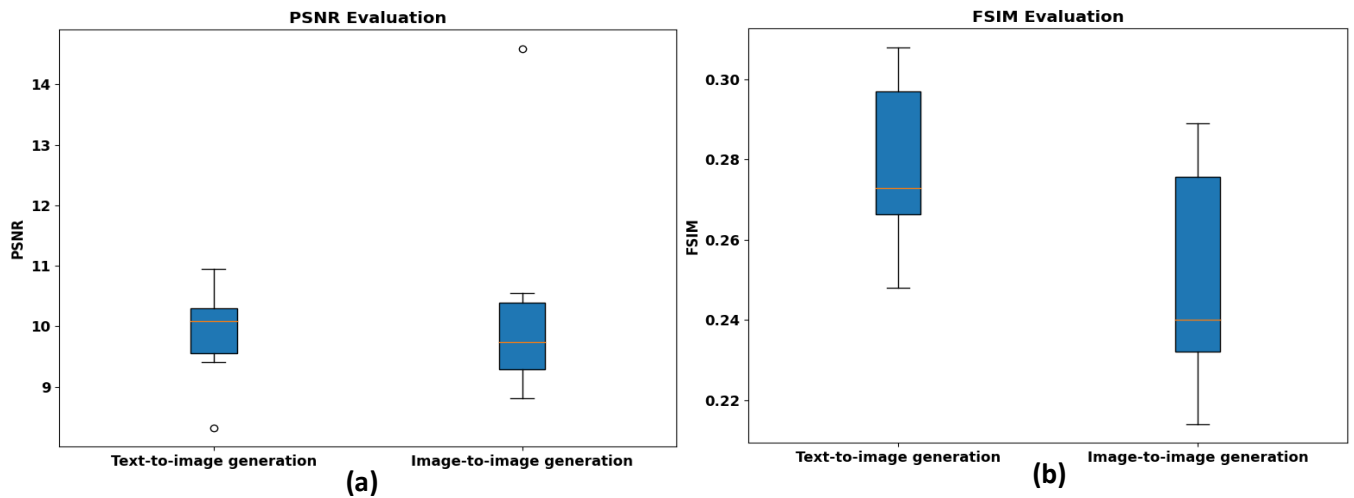 PSNR Evaluation
14
13
12
11
10
9
PSNR
Text-to-image generation
Image-to-image generation
(a)
FSIM Evaluation
0.30
0.28
0.26
0.24
0.22
FSIM
Text-to-image generation
Image-to-image generation
(b)